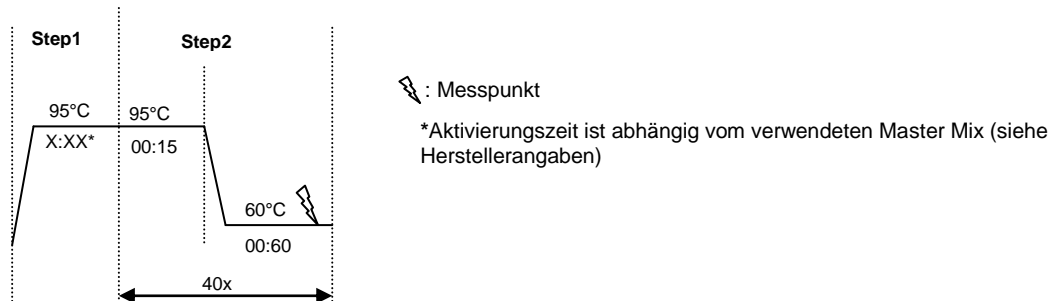 Step1
Step2
: Messpunkt
95°C
95°C
X:XX*
00:15
*Aktivierungszeit ist abhängig vom verwendeten Master Mix (siehe
Herstellerangaben)
60°C
00:60
40x